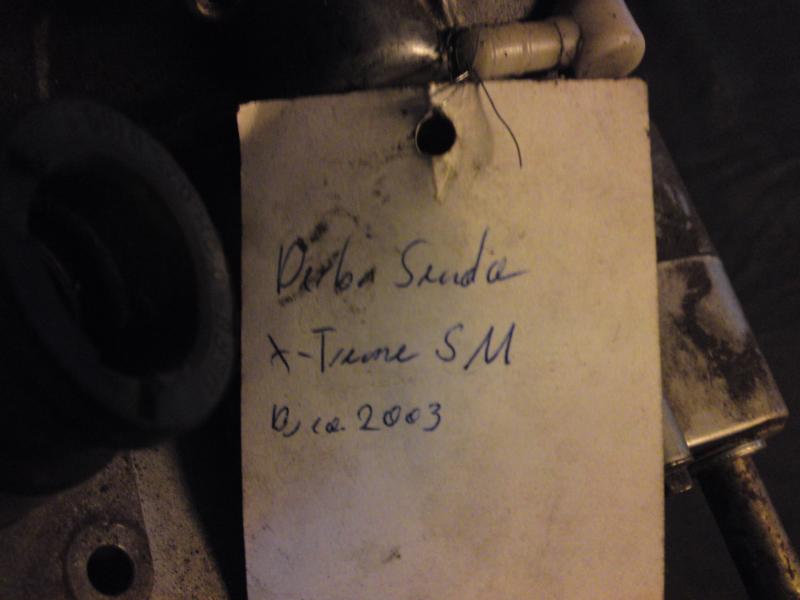 Derbi Senda
X-Treme SM
Bj ca. 2003